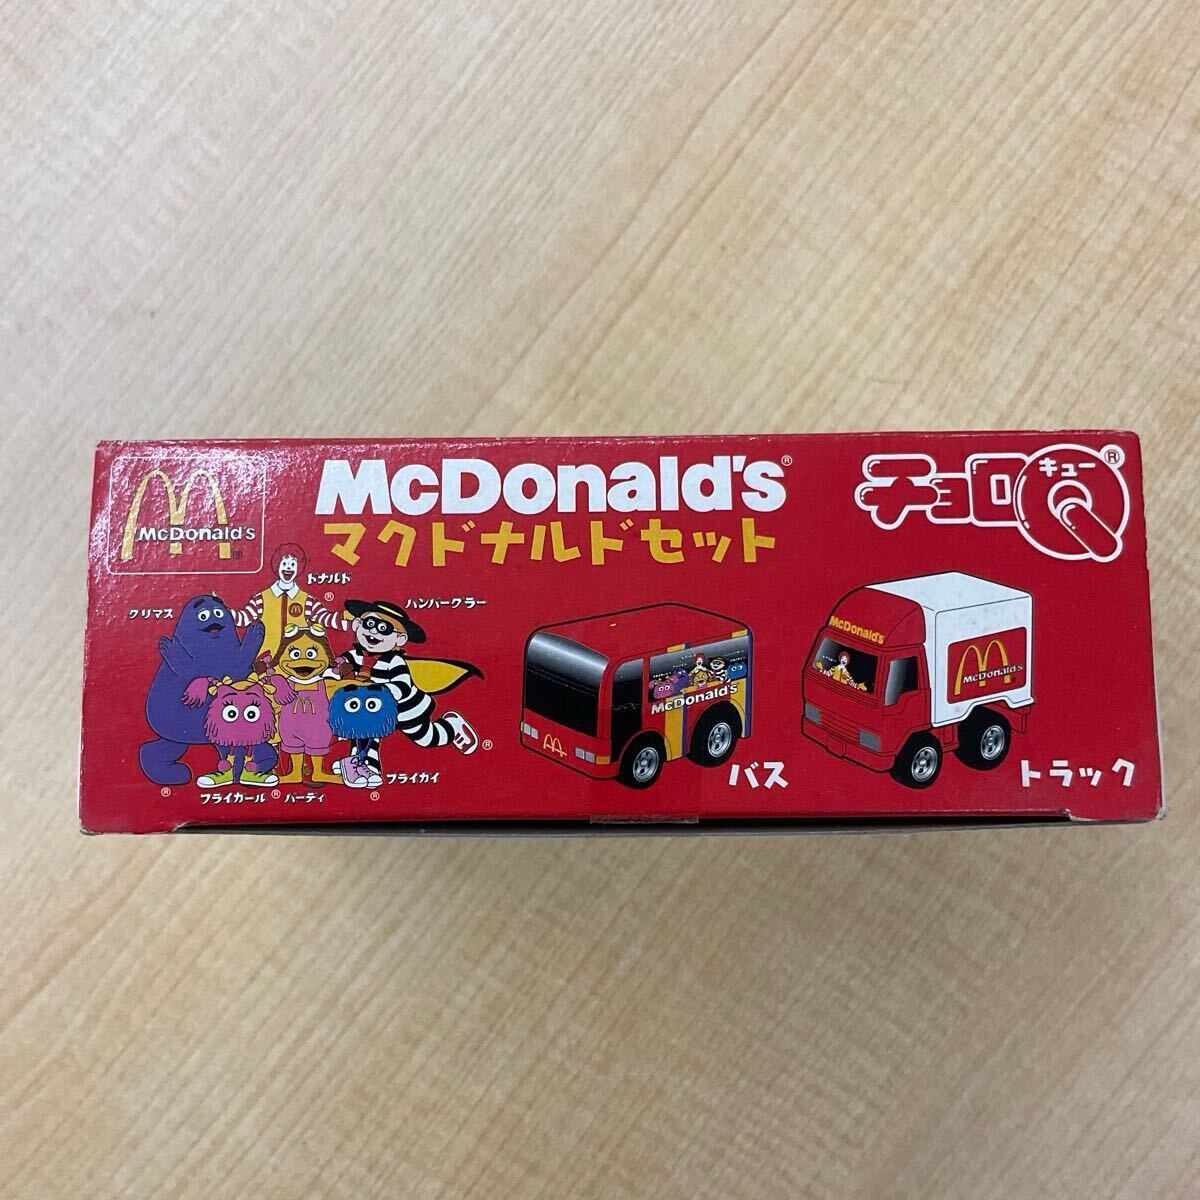 McDonald's®
McDonald's®
マクドナルドセット
チョロQ®
キュー
ドナルド®
クリマス
ハンバーグラー
®
フライカイ
®
フライガール®
バーディ
®
McDonald's
バス
McDonald's
McDonald's
トラック